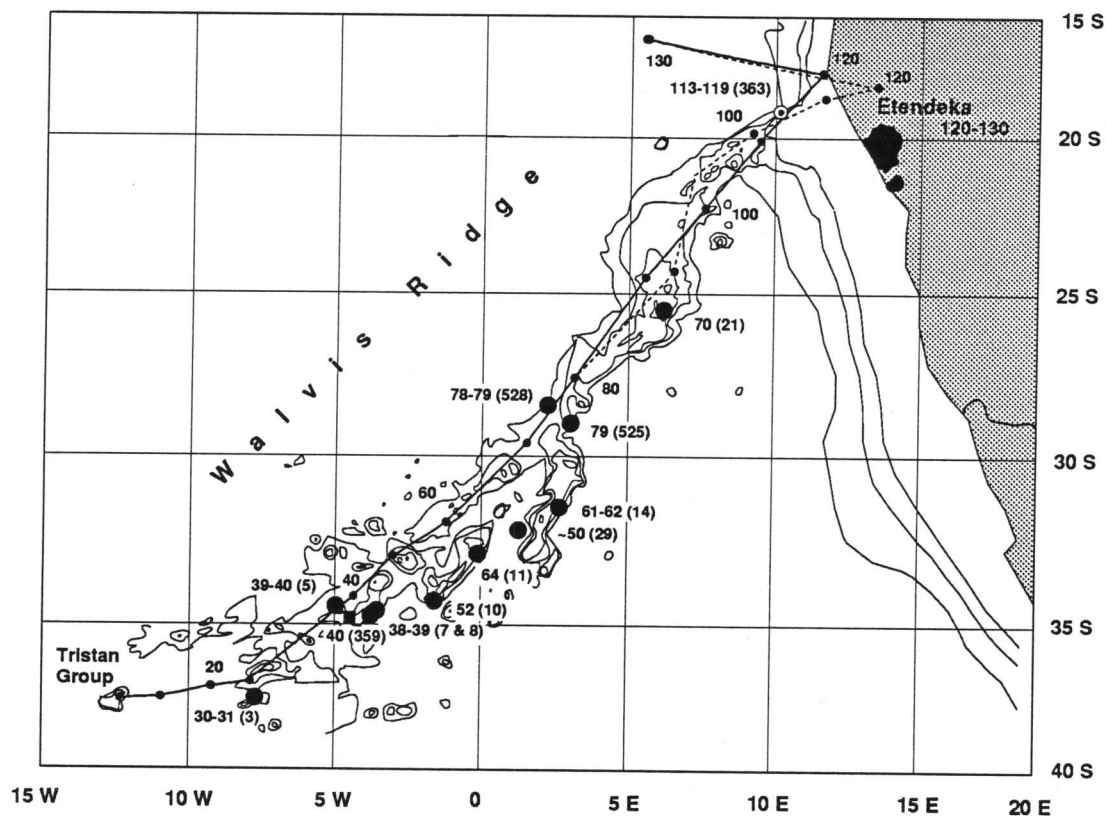 15 S
130
120
120
113-119 (363)
Etendeka
120-130
100
20 S
Walvis Ridge
100
25 S
70 (21)
80
78-79 (528)
79 (525)
30 S
60
61-62 (14)
~50 (29)
64 (11)
39-40 (5)
40
52 (10)
38-39 (7 & 8)
40 (359)
35 S
Tristan
Group
20
30-31 (3)
40 S
15 W
10 W
5 W
0
5 E
10 E
15 E
20 E